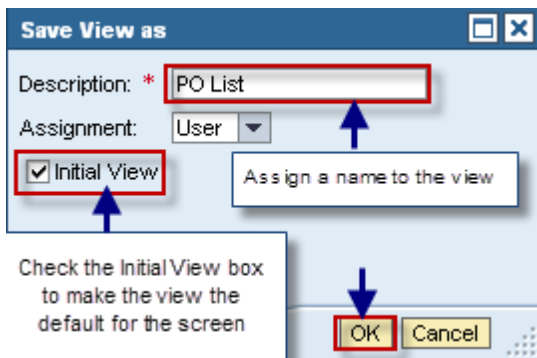 Save View as
Description: * PO List
Assignment: User
Initial View
Assign a name to the view
Check the Initial View box
to make the view the
default for the screen
OK Cancel